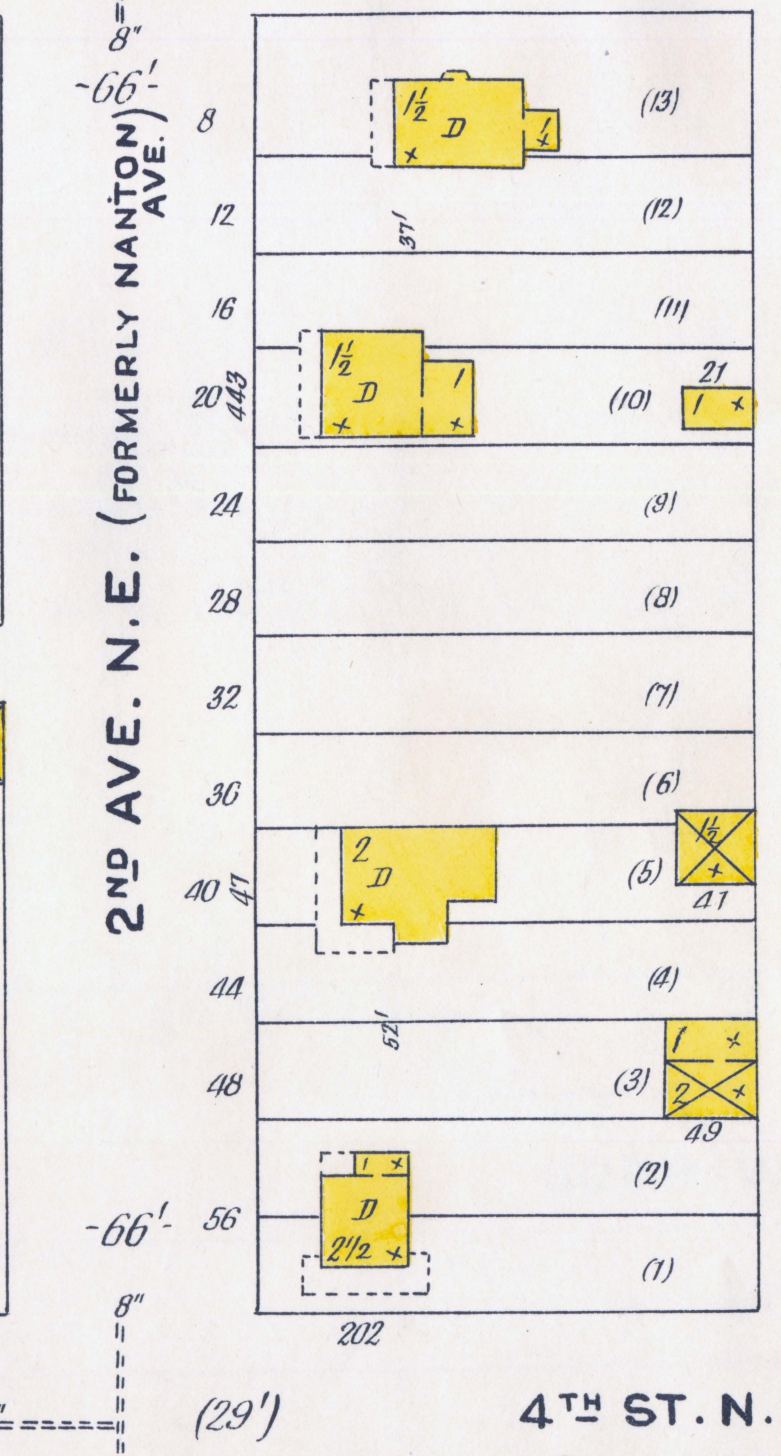 8"
-66'-
2ND AVE. N.E. (FORMERLY NANTON AVE.)
8
1½
D
x
1
x
(13)
12
37'
(12)
16
(11)
20
443
1½
D
x
1
x
(10)
21
1 x
24
(9)
28
(8)
32
(7)
36
(6)
40
47
2
D
x
(5)
1½
x
41
44
(4)
52'
48
(3)
1 x
2 x
49
1 x
(2)
-66'-
56
D
2½ x
(1)
8"
202
(29')
4TH ST. N.